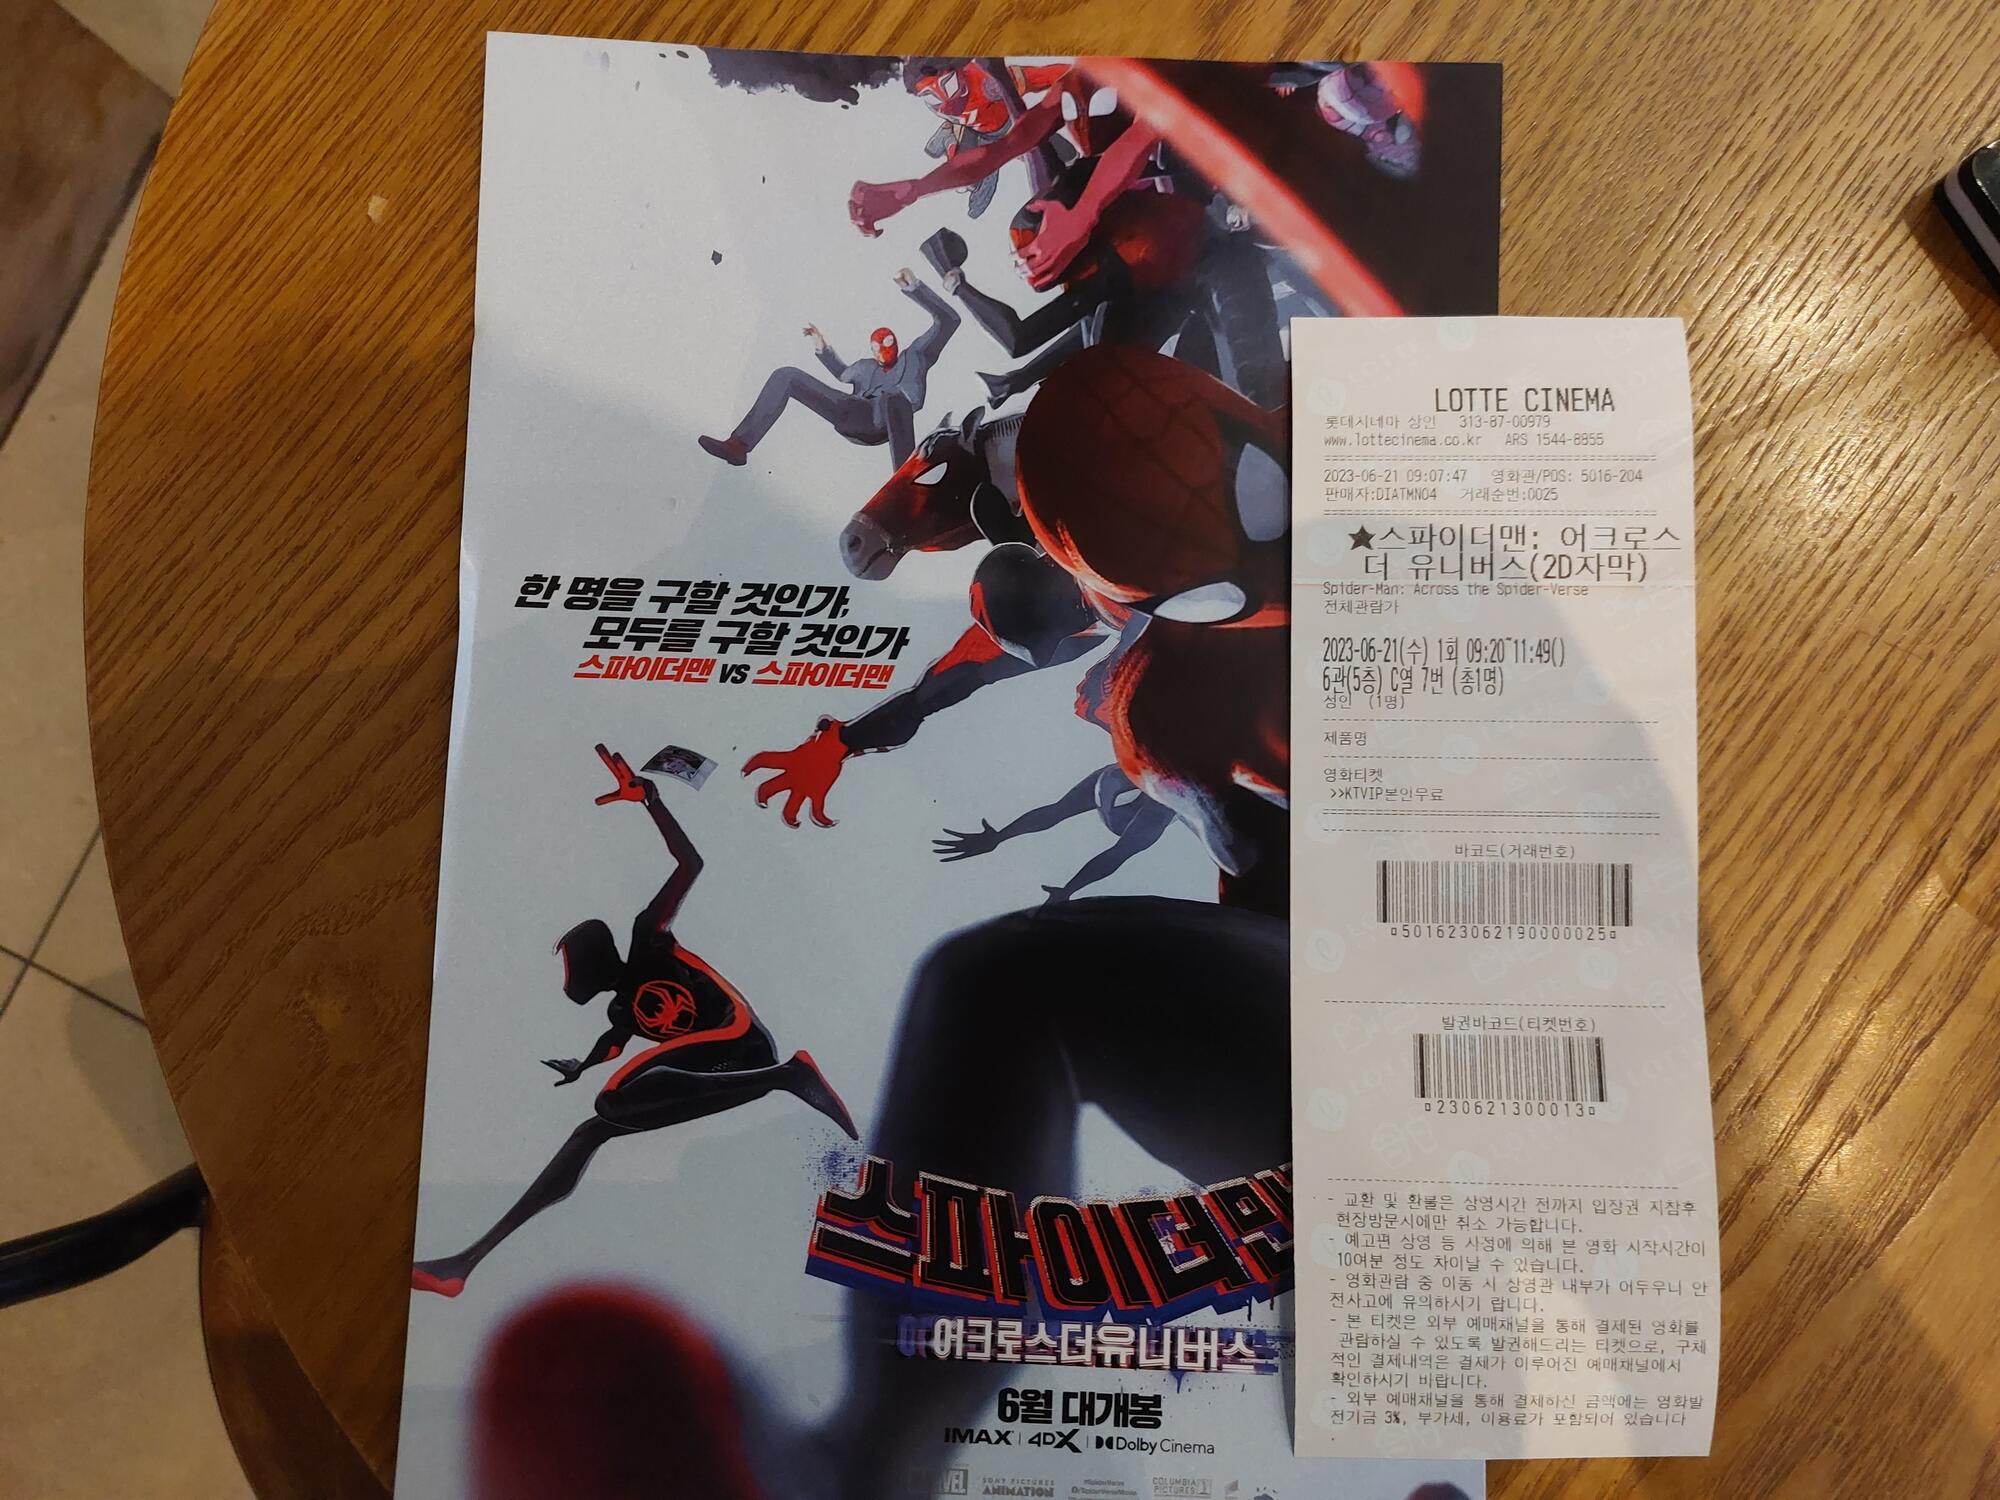 한 명을 구할 것인가,
모두를 구할 것인가
스파이더맨 vs 스파이더맨
스파이더맨
어크로스 더 유니버스
6월 대개봉
IMAX | 4DX | Dolby Cinema
MARVEL
SONY PICTURES
ANIMATION
COLUMBIA
PICTURES
LOTTE CINEMA
롯데시네마 상인 313-87-00979
www.lottecinema.co.kr ARS 1544-8855
2023-06-21 09:07:47 영화관/POS: 5016-204
판매자:DIATMN04 거래순번:0025
★스파이더맨: 어크로스
더 유니버스(2D자막)
Spider-Man: Across the Spider-Verse
전체관람가
2023-06-21(수) 1회 09:20~11:49()
6관(5층) C열 7번 (총1명)
성인 (1명)
제품명
영화티켓
>>KTVIP본인무료
바코드(거래번호)
¤501623062190000025¤
발권바코드(티켓번호)
¤230621300013¤
- 교환 및 환불은 상영시간 전까지 입장권 지참후
현장방문시에만 취소 가능합니다.
- 예고편 상영 등 사정에 의해 본 영화 시작시간이
10여분 정도 차이날 수 있습니다.
- 영화관람 중 이동 시 상영관 내부가 어두우니 안
전사고에 유의하시기 랍니다.
- 본 티켓은 외부 예매채널을 통해 결제된 영화를
관람하실 수 있도록 발권해드리는 티켓으로, 구체
적인 결제내역은 결제가 이루어진 예매채널에서
확인하시기 바랍니다.
- 외부 예매채널을 통해 결제하신 금액에는 영화발
전기금 3%, 부가세, 이용료가 포함되어 있습니다